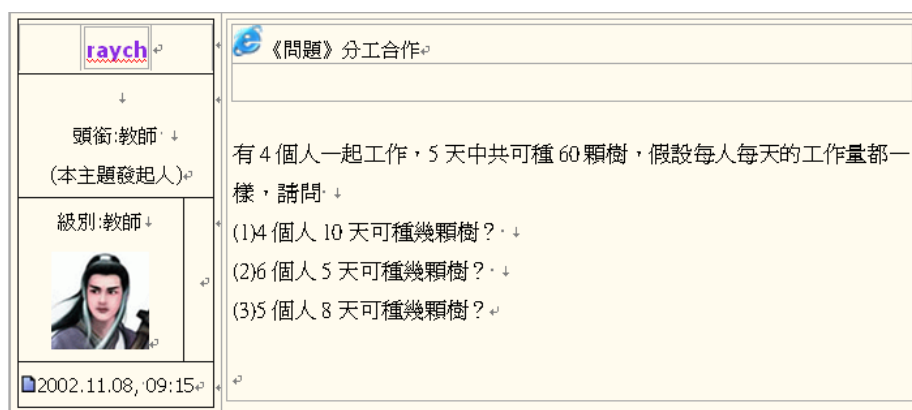 raych
頭銜:教師
(本主題發起人)
級別:教師
2002.11.08, 09:15
《問題》分工合作
有 4 個人一起工作，5 天中共可種 60 顆樹，假設每人每天的工作量都一
樣，請問
(1)4 個人 10 天可種幾顆樹？
(2)6 個人 5 天可種幾顆樹？
(3)5 個人 8 天可種幾顆樹？